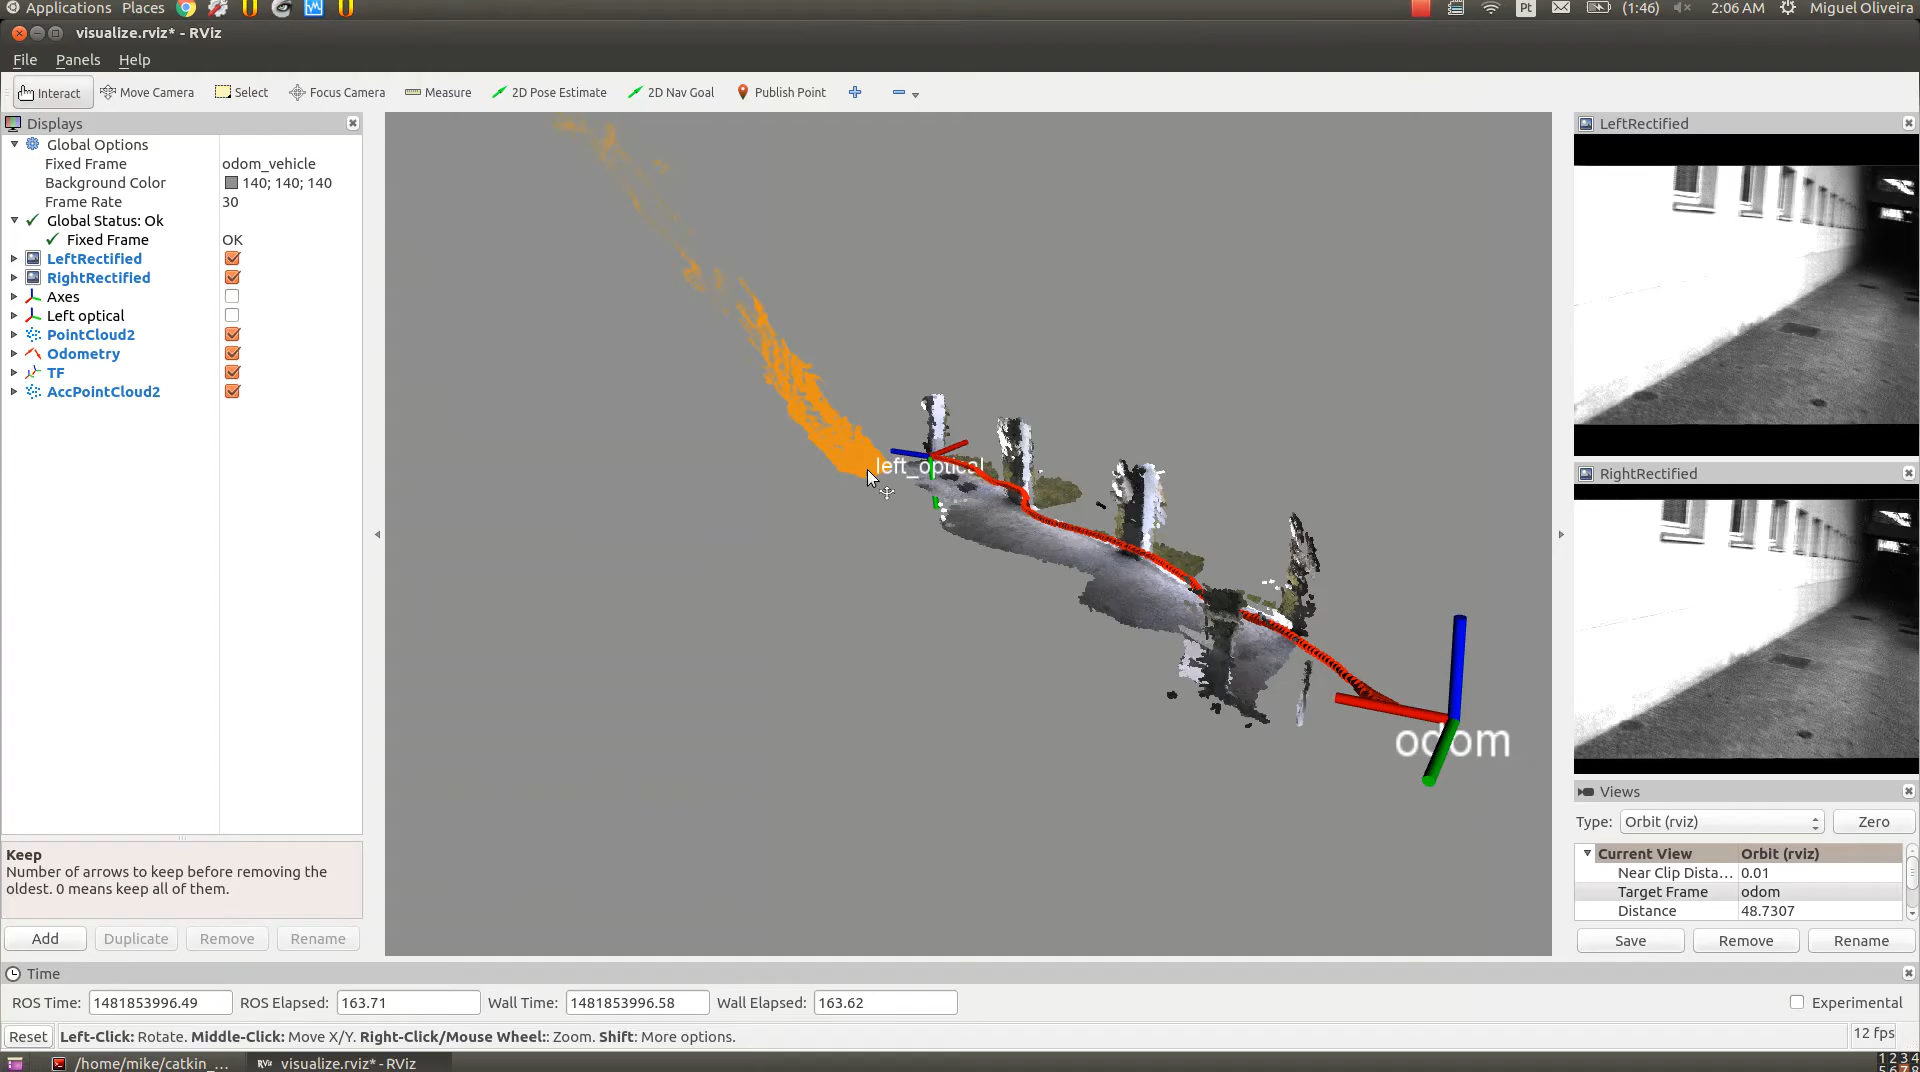 Applications Places Pt (1:46) 2:06 AM Miguel Oliveira
visualize.rviz* - RViz
File Panels Help
Interact Move Camera Select Focus Camera Measure 2D Pose Estimate 2D Nav Goal Publish Point
Displays
Global Options
Fixed Frame odom_vehicle
Background Color 140; 140; 140
Frame Rate 30
Global Status: Ok
Fixed Frame OK
LeftRectified
RightRectified
Axes
Left optical
PointCloud2
Odometry
TF
AccPointCloud2
Keep
Number of arrows to keep before removing the
oldest. 0 means keep all of them.
Add Duplicate Remove Rename
left_optical
odom
LeftRectified
RightRectified
Views
Type: Orbit (rviz) Zero
Current View Orbit (rviz)
Near Clip Dista... 0.01
Target Frame odom
Distance 48.7307
Save Remove Rename
Time
ROS Time: 1481853996.49 ROS Elapsed: 163.71 Wall Time: 1481853996.58 Wall Elapsed: 163.62 Experimental
Reset Left-Click: Rotate. Middle-Click: Move X/Y. Right-Click/Mouse Wheel:: Zoom. Shift: More options. 12 fps
/home/mike/catkin_... RViz visualize.rviz* - RViz 1 2 3 4